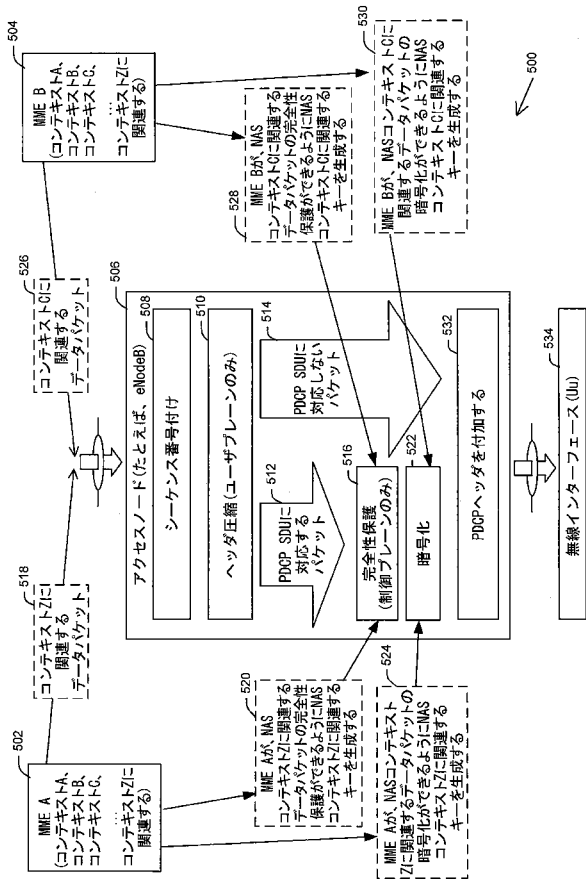 500
502
MME A
(コンテキストA、
コンテキストB、
コンテキストC、
...
コンテキストZに
関連する)
504
MME B
(コンテキストA、
コンテキストB、
コンテキストC、
...
コンテキストZに
関連する)
518
コンテキストZに
関連する
データパケット
526
コンテキストCに
関連する
データパケット
506
アクセスノード(たとえば、eNodeB)
508
シーケンス番号付け
510
ヘッダ圧縮(ユーザプレーンのみ)
512
PDCP SDUに
対応する
パケット
514
PDCP SDUに
対応しない
パケット
516
完全性保護
(制御プレーンのみ)
522
暗号化
532
PDCPヘッダを付加する
534
無線インターフェース(Uu)
520
MME Aが、NAS
コンテキストZに関連する
データパケットの完全性
保護ができるようにNAS
コンテキストZに関連する
キーを生成する
524
MME Aが、NASコンテキスト
Zに関連するデータパケットの
暗号化ができるようにNAS
コンテキストZに関連する
キーを生成する
528
MME Bが、NAS
コンテキストCに関連する
データパケットの完全性
保護ができるようにNAS
コンテキストCに関連する
キーを生成する
530
MME Bが、NASコンテキストCに
関連するデータパケットの
暗号化ができるようにNAS
コンテキストCに関連する
キーを生成する